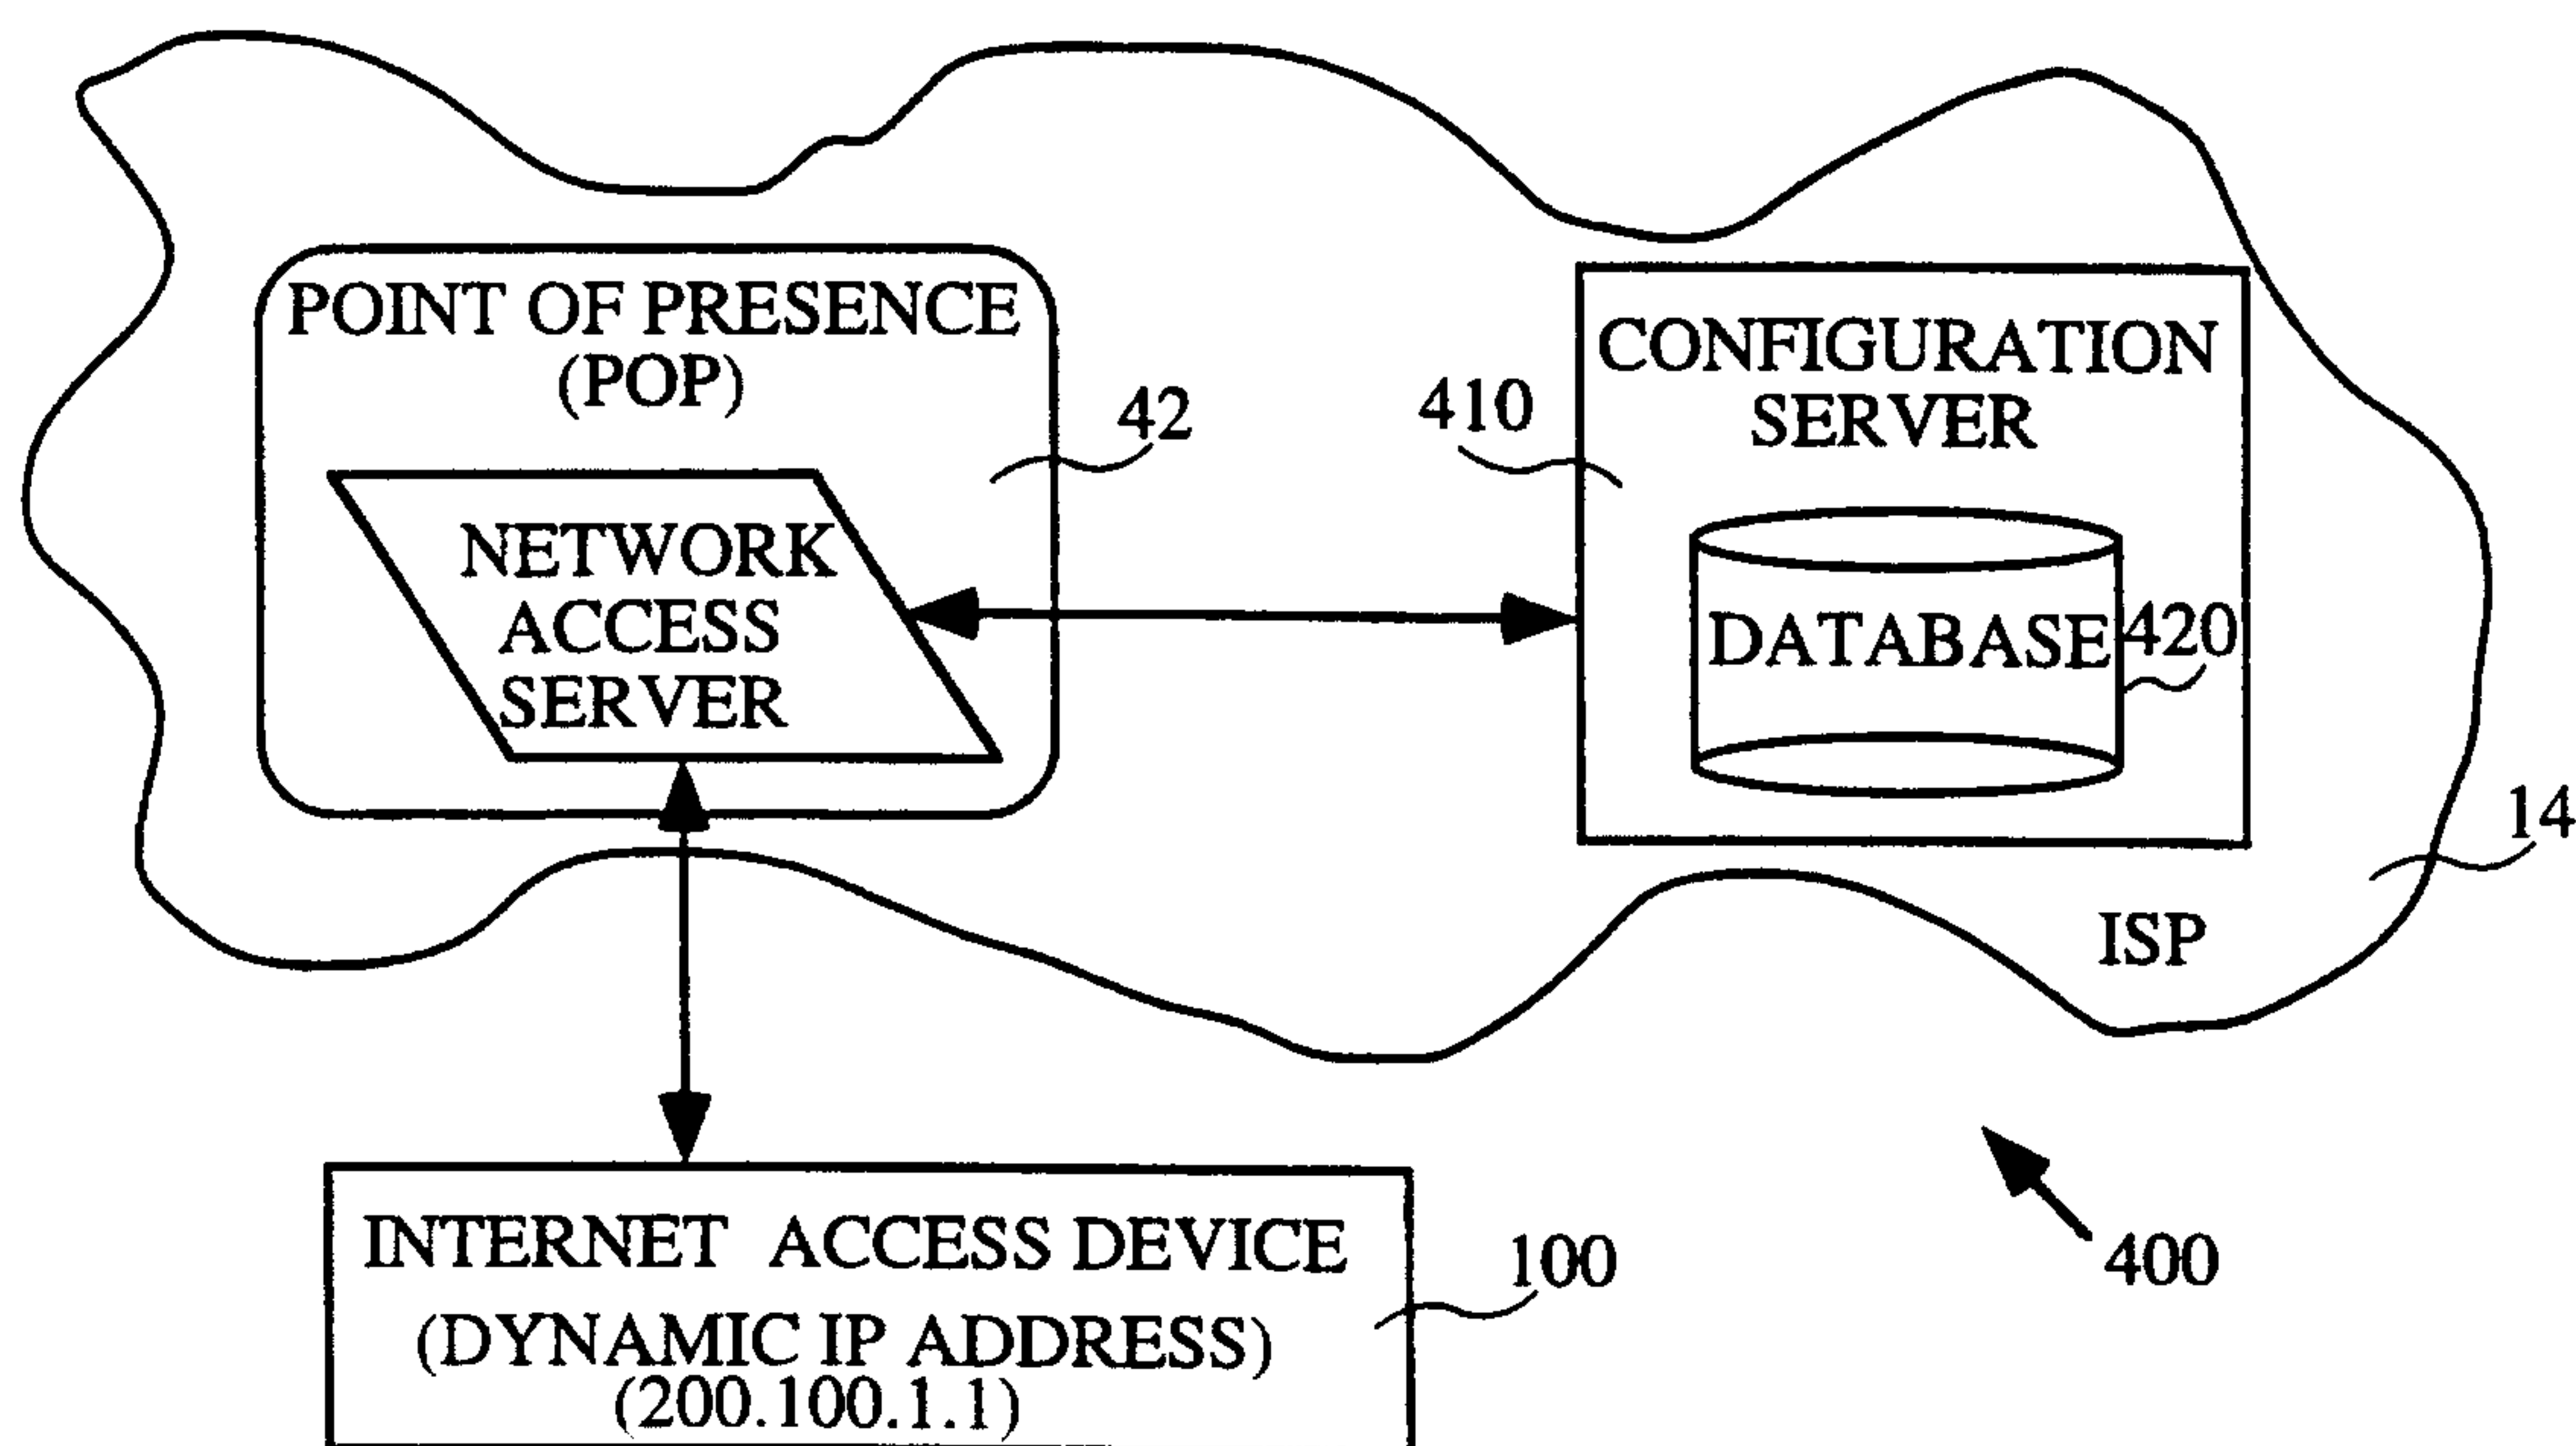 POINT OF PRESENCE
(POP)
42
NETWORK
ACCESS
SERVER
410
CONFIGURATION
SERVER
DATABASE
420
14
ISP
INTERNET ACCESS DEVICE
(DYNAMIC IP ADDRESS)
(200.100.1.1)
100
400